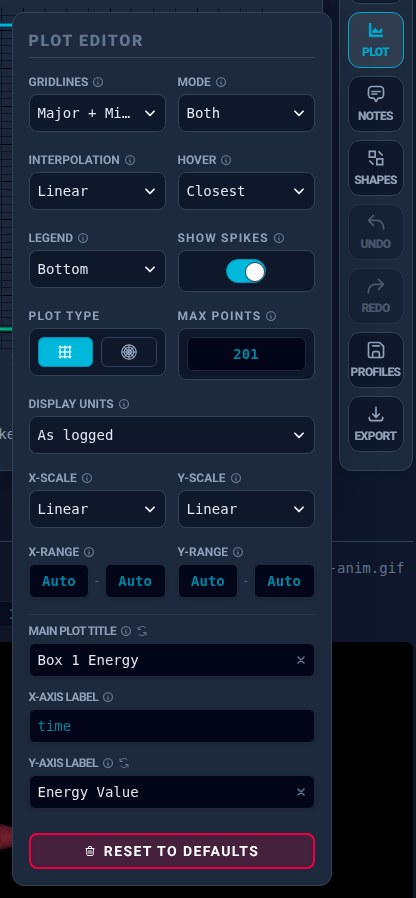 PLOT EDITOR
GRIDLINES MODE
Major + Mi… Both
INTERPOLATION HOVER
Linear Closest
LEGEND SHOW SPIKES
Bottom
PLOT TYPE MAX POINTS
201
DISPLAY UNITS
As logged
X-SCALE Y-SCALE
Linear Linear
X-RANGE Y-RANGE
Auto - Auto Auto - Auto
MAIN PLOT TITLE
Box 1 Energy
X-AXIS LABEL
time
Y-AXIS LABEL
Energy Value
RESET TO DEFAULTS
PLOT
NOTES
SHAPES
UNDO
REDO
PROFILES
EXPORT
ke
-anim.gif